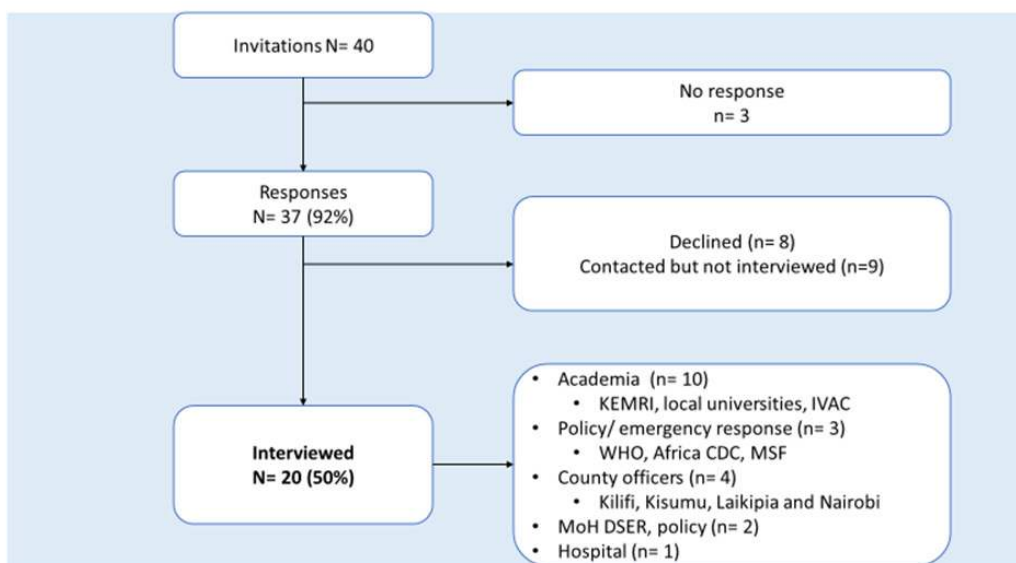 Invitations N= 40
No response
n= 3
Responses
N= 37 (92%)
Declined (n= 8)
Contacted but not interviewed (n=9)
Interviewed
N= 20 (50%)
• Academia (n= 10)
• KEMRI, local universities, IVAC
• Policy/ emergency response (n= 3)
• WHO, Africa CDC, MSF
• County officers (n= 4)
• Kilifi, Kisumu, Laikipia and Nairobi
• MoH DSER, policy (n= 2)
• Hospital (n= 1)